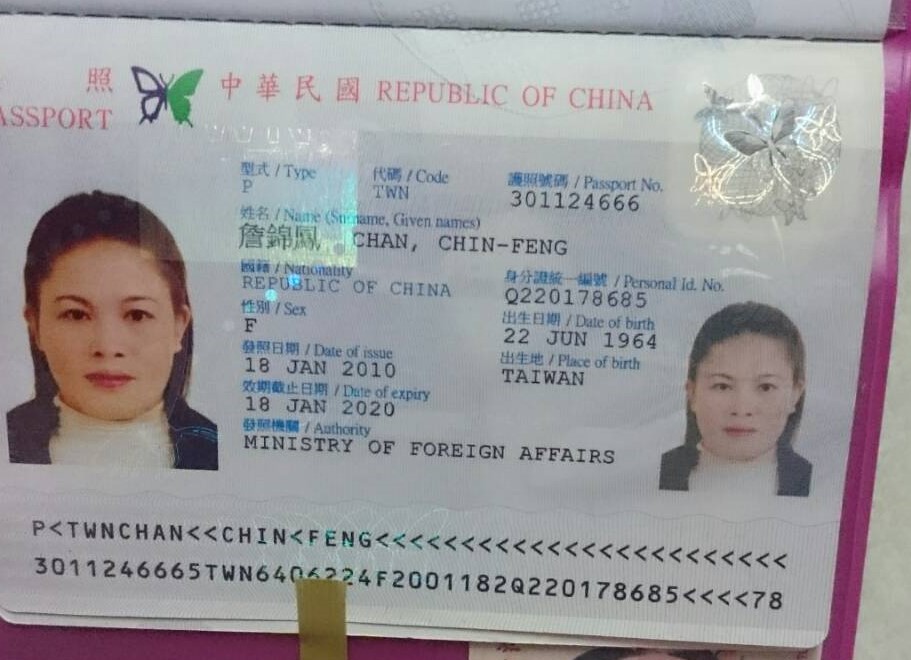 照 中華民國 REPUBLIC OF CHINA
ASSPORT
型式 / Type 代碼 / Code 護照號碼 / Passport No.
P TWN 301124666
姓名 / Name (Surname, Given names)
詹錦鳳 CHAN, CHIN-FENG
國籍 / Nationality 身分證統一編號 / Personal Id. No.
REPUBLIC OF CHINA Q220178685
性別 / Sex 出生日期 / Date of birth
F 22 JUN 1964
發照日期 / Date of issue 出生地 / Place of birth
18 JAN 2010 TAIWAN
效期截止日期 / Date of expiry
18 JAN 2020
發照機關 / Authority
MINISTRY OF FOREIGN AFFAIRS
P<TWNCHAN<<CHIN<FENG<<<<<<<<<<<<<<<<<<<<<<<<
3011246665TWN6406224F2001182Q220178685<<<<78